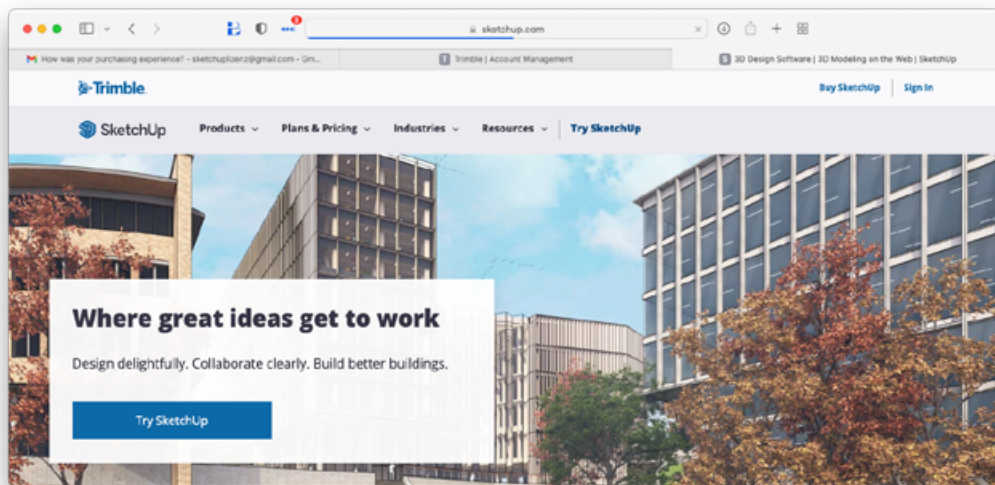 3
sketchup.com
How was your purchasing experience? - sketchuplizenz@gmail.com - Gm...
T Trimble | Account Management
S 3D Design Software | 3D Modeling on the Web | SketchUp
Trimble.
Buy SketchUp
Sign In
SketchUp
Products
Plans & Pricing
Industries
Resources
Try SketchUp
Where great ideas get to work
Design delightfully. Collaborate clearly. Build better buildings.
Try SketchUp